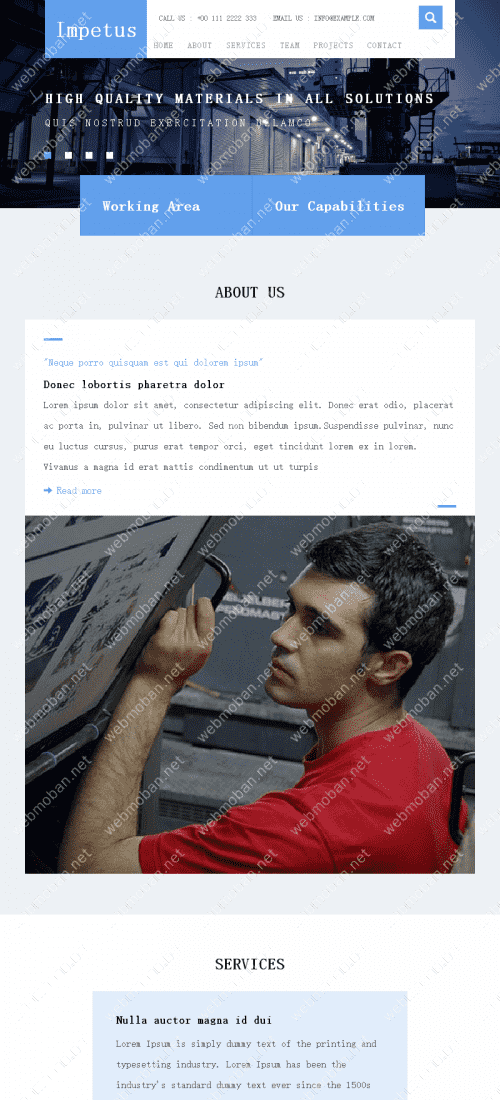 Impetus
CALL US : +00 111 2222 333 EMAIL US : INFO@EXAMPLE.COM
HOME ABOUT SERVICES TEAM PROJECTS CONTACT
HIGH QUALITY MATERIALS IN ALL SOLUTIONS
QUIS NOSTRUD EXERCITATION ULLAMCO
Working Area Our Capabilities
ABOUT US
"Neque porro quisquam est qui dolorem ipsum"
Donec lobortis pharetra dolor
Lorem ipsum dolor sit amet, consectetur adipiscing elit. Donec erat odio, placerat
ac porta in, pulvinar ut libero. Sed non bibendum ipsum.Suspendisse pulvinar, nunc
eu luctus cursus, purus erat tempor orci, eget tincidunt lorem ex in lorem.
Vivamus a magna id erat mattis condimentum ut ut turpis
Read more
webmoban.net
SERVICES
Nulla auctor magna id dui
Lorem Ipsum is simply dummy text of the printing and
typesetting industry. Lorem Ipsum has been the
industry's standard dummy text ever since the 1500s